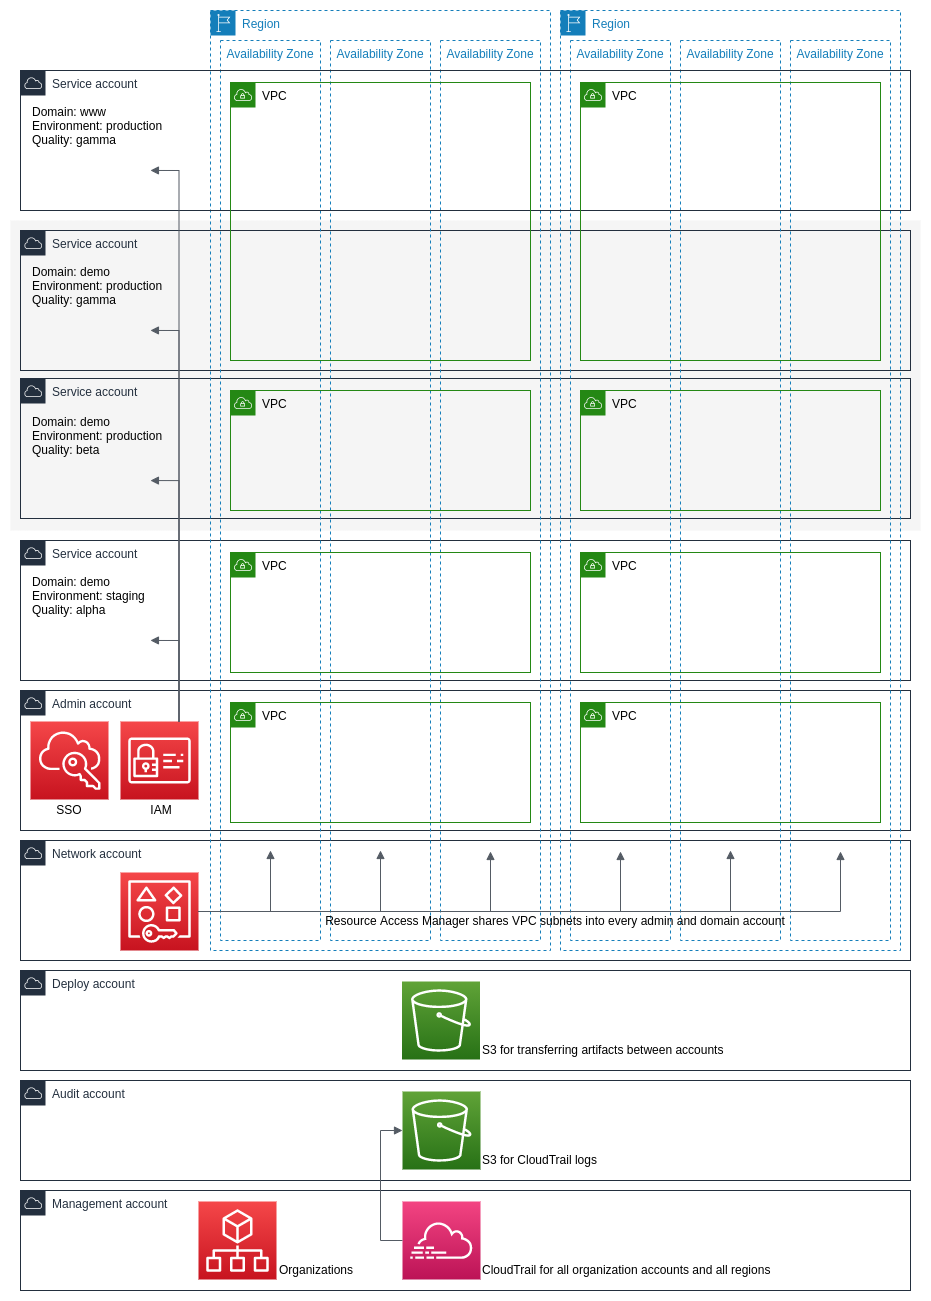 Region
Region
Availability Zone
Availability Zone
Availability Zone
Availability Zone
Availability Zone
Availability Zone
Service account
VPC
VPC
Domain: www
Environment: production
Quality: gamma
Service account
Domain: demo
Environment: production
Quality: gamma
Service account
VPC
VPC
Domain: demo
Environment: production
Quality: beta
Service account
VPC
VPC
Domain: demo
Environment: staging
Quality: alpha
Admin account
VPC
VPC
SSO
IAM
Network account
Resource Access Manager shares VPC subnets into every admin and domain account
Deploy account
S3 for transferring artifacts between accounts
Audit account
S3 for CloudTrail logs
Management account
Organizations
CloudTrail for all organization accounts and all regions